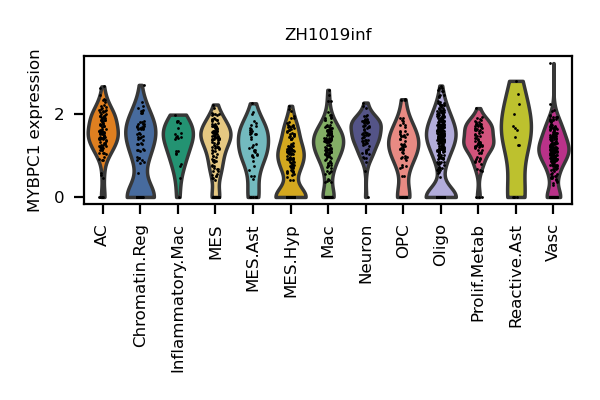 ZH1019inf
MYBPC1 expression
2
0
AC
Chromatin.Reg
Inflammatory.Mac
MES
MES.Ast
MES.Hyp
Mac
Neuron
OPC
Oligo
Prolif.Metab
Reactive.Ast
Vasc